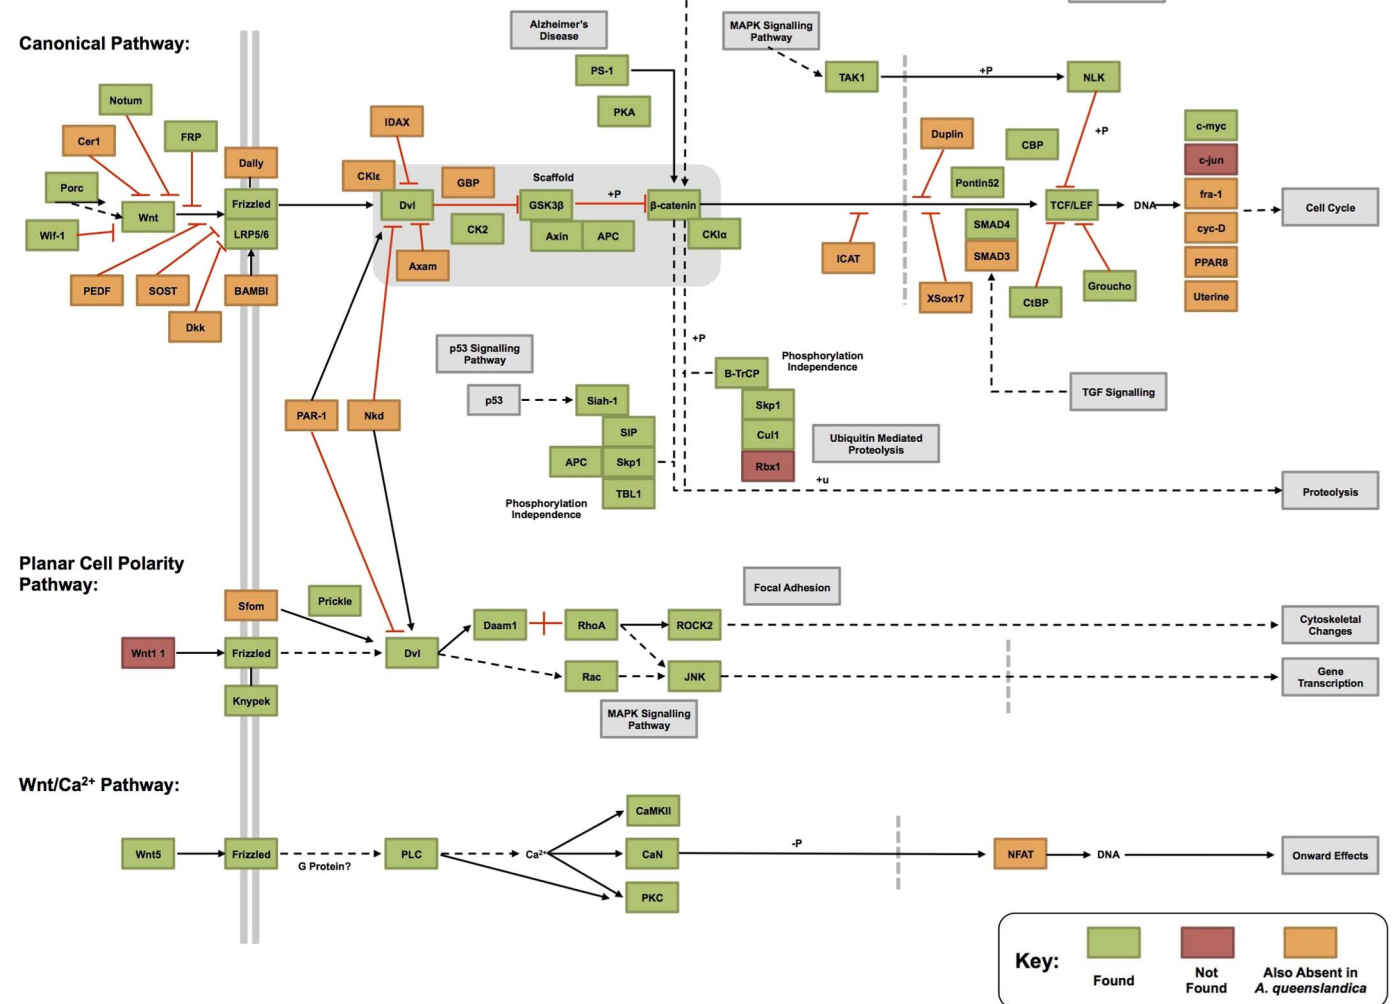 Canonical Pathway:
Alzheimer's
Disease
MAPK Signalling
Pathway
PS-1
PKA
TAK1
+P
NLK
Notum
Cer1
FRP
Dally
IDAX
Duplin
CBP
+P
c-myc
c-jun
Porc
Wnt
Wif-1
Frizzled
LRP5/6
CKIε
Dvl
GBP
Scaffold
CK2
GSK3β
+P
Axin
APC
β-catenin
CKIα
Pontin52
SMAD4
SMAD3
TCF/LEF
DNA
fra-1
cyc-D
PPAR8
Uterine
Cell Cycle
PEDF
SOST
BAMBI
Dkk
Axam
ICAT
XSox17
CtBP
Groucho
p53 Signalling
Pathway
+P
Phosphorylation
Independence
B-TrCP
Skp1
Cul1
Rbx1
TGF Signalling
p53
Siah-1
SIP
APC
Skp1
TBL1
PAR-1
Nkd
Ubiquitin Mediated
Proteolysis
+u
Phosphorylation
Independence
Proteolysis
Planar Cell Polarity
Pathway:
Sfom
Prickle
Focal Adhesion
Wnt1 1
Frizzled
Knypek
Dvl
Daam1
RhoA
ROCK2
Cytoskeletal
Changes
Rac
JNK
Gene
Transcription
MAPK Signalling
Pathway
Wnt/Ca2+ Pathway:
CaMKII
Wnt5
Frizzled
G Protein?
PLC
Ca2+
CaN
-P
NFAT
DNA
Onward Effects
PKC
Key:
Found
Not
Found
Also Absent in
A. queenslandica